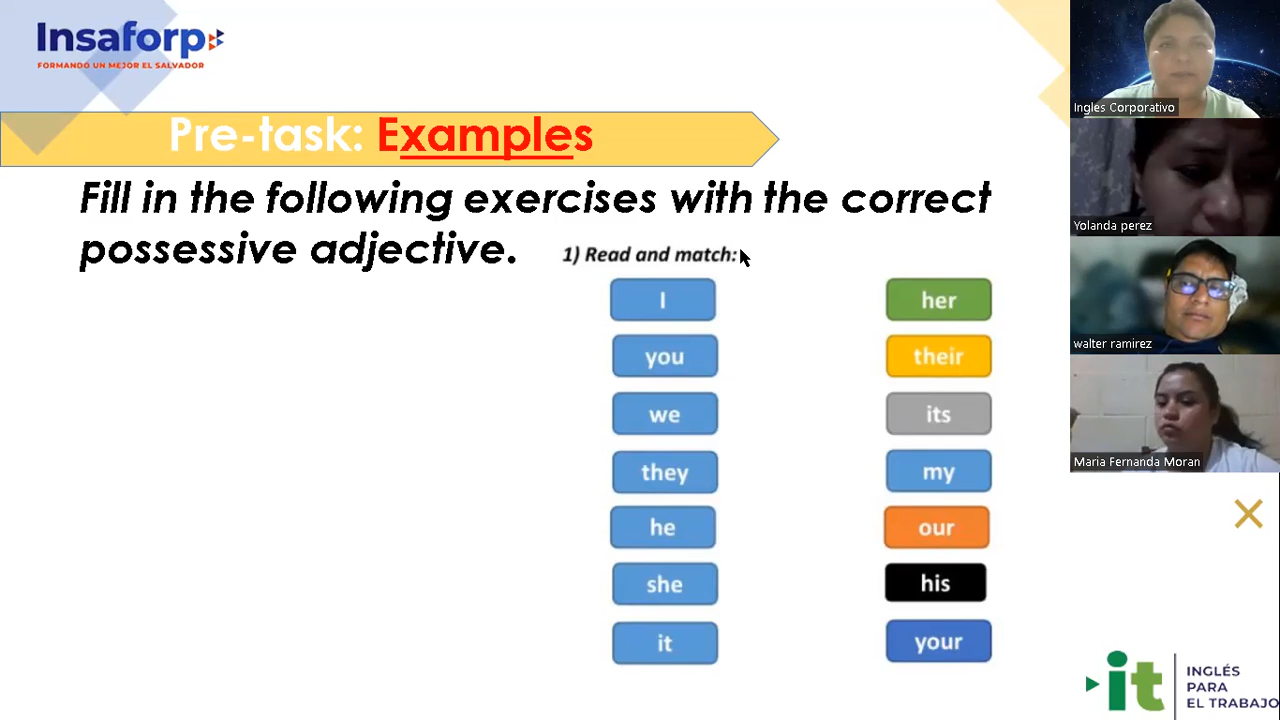 Insaforp
FORMANDO UN MEJOR EL SALVADOR
Pre-task: Examples
Fill in the following exercises with the correct
possessive adjective.
1) Read and match:
I
her
you
their
we
its
they
my
he
our
she
his
it
your
Ingles Corporativo
Yolanda perez
walter ramirez
Maria Fernanda Moran
it
INGLÉS
PARA
EL TRABAJO